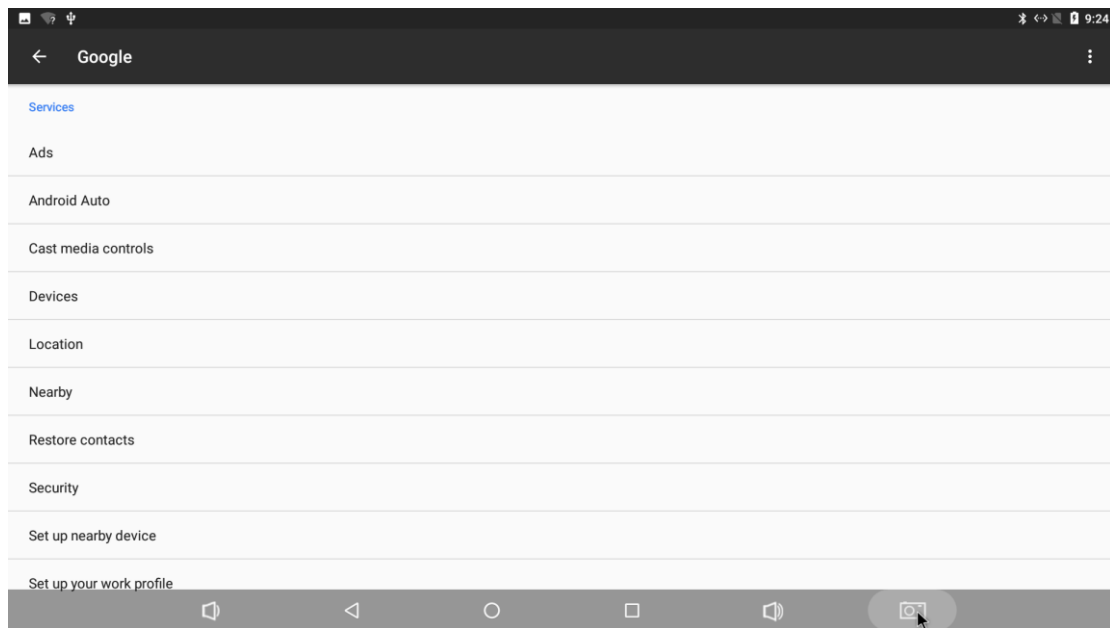 9:24
Google
Services
Ads
Android Auto
Cast media controls
Devices
Location
Nearby
Restore contacts
Security
Set up nearby device
Set up your work profile